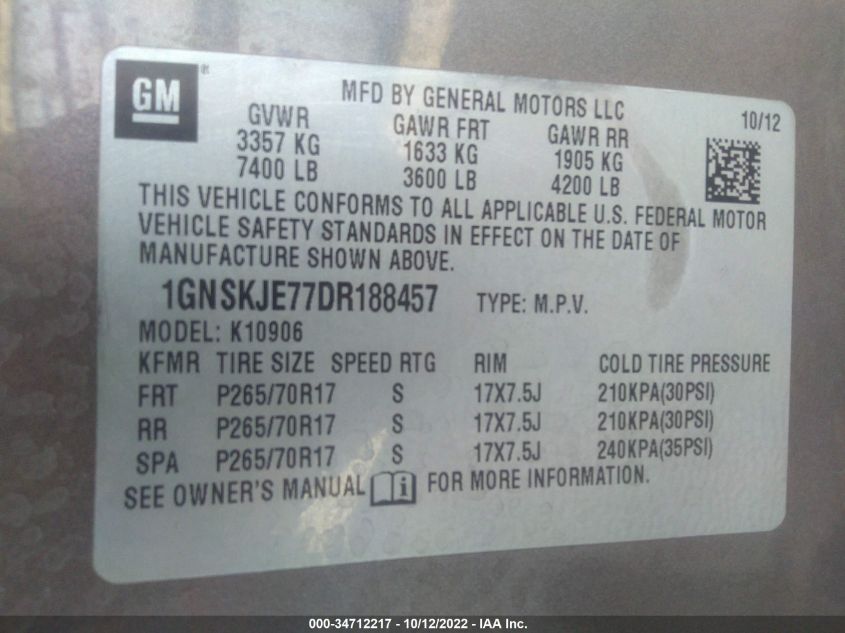 GM®
MFD BY GENERAL MOTORS LLC
10/12
GVWR GAWR FRT GAWR RR
3357 KG 1633 KG 1905 KG
7400 LB 3600 LB 4200 LB
THIS VEHICLE CONFORMS TO ALL APPLICABLE U.S. FEDERAL MOTOR
VEHICLE SAFETY STANDARDS IN EFFECT ON THE DATE OF
MANUFACTURE SHOWN ABOVE.
1GNSKJE77DR188457 TYPE: M.P.V.
MODEL: K10906
KFMR TIRE SIZE SPEED RTG RIM COLD TIRE PRESSURE
FRT P265/70R17 S 17X7.5J 210KPA(30PSI)
RR P265/70R17 S 17X7.5J 210KPA(30PSI)
SPA P265/70R17 S 17X7.5J 240KPA(35PSI)
SEE OWNER'S MANUAL i FOR MORE INFORMATION.
000-34712217 - 10/12/2022 - IAA Inc.